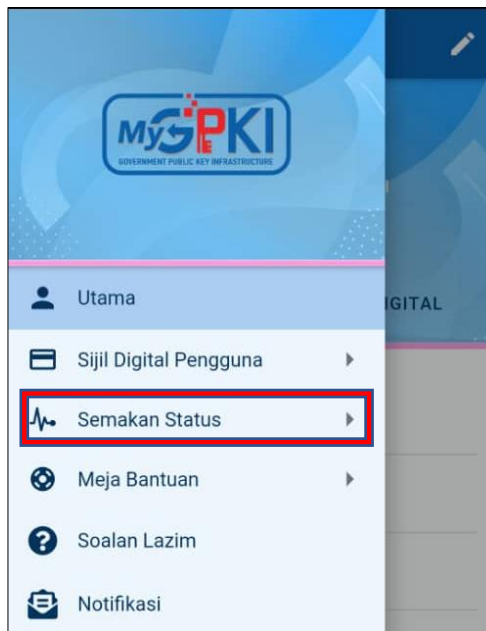 MyGPKI
GOVERNMENT PUBLIC KEY INFRASTRUCTURE
Utama
IGITAL
Sijil Digital Pengguna
Semakan Status
Meja Bantuan
Soalan Lazim
Notifikasi